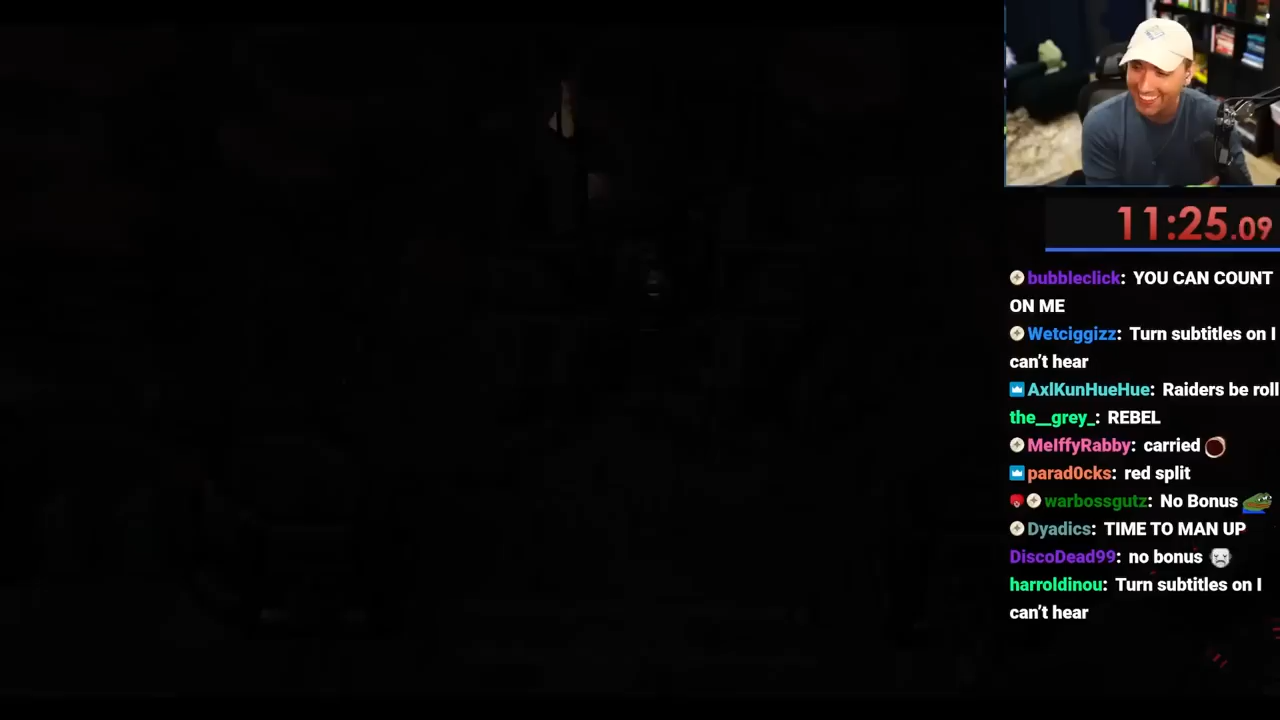 11:25.09
bubbleclick: YOU CAN COUNT
ON ME
Wetciggizz: Turn subtitles on I
can't hear
AxlKunHueHue: Raiders be roll
the__grey_: REBEL
MelffyRabby: carried
parad0cks: red split
warbossgutz: No Bonus
Dyadics: TIME TO MAN UP
DiscoDead99: no bonus
harroldinou: Turn subtitles on I
can't hear